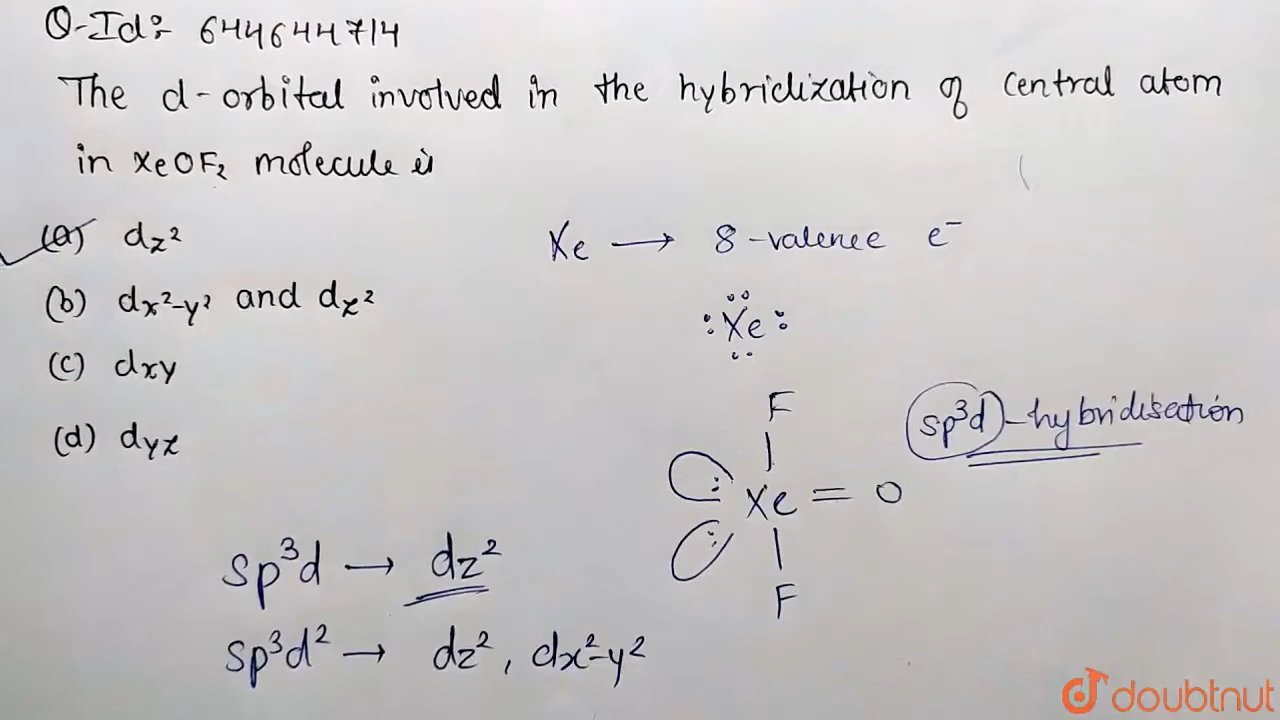 Q-Id:- 644644714
The d-orbital involved in the hybridization of central atom
in XeOF₂ molecule is
(a) dz²
(b) dx²-y² and dz²
(c) dxy
(d) dyz
Xe → 8-valence e⁻
:Xe:
F
|
Xe = O
|
F
sp³d-hybridisation
sp³d → dz²
sp³d² → dz², dx²-y²
doubtnut